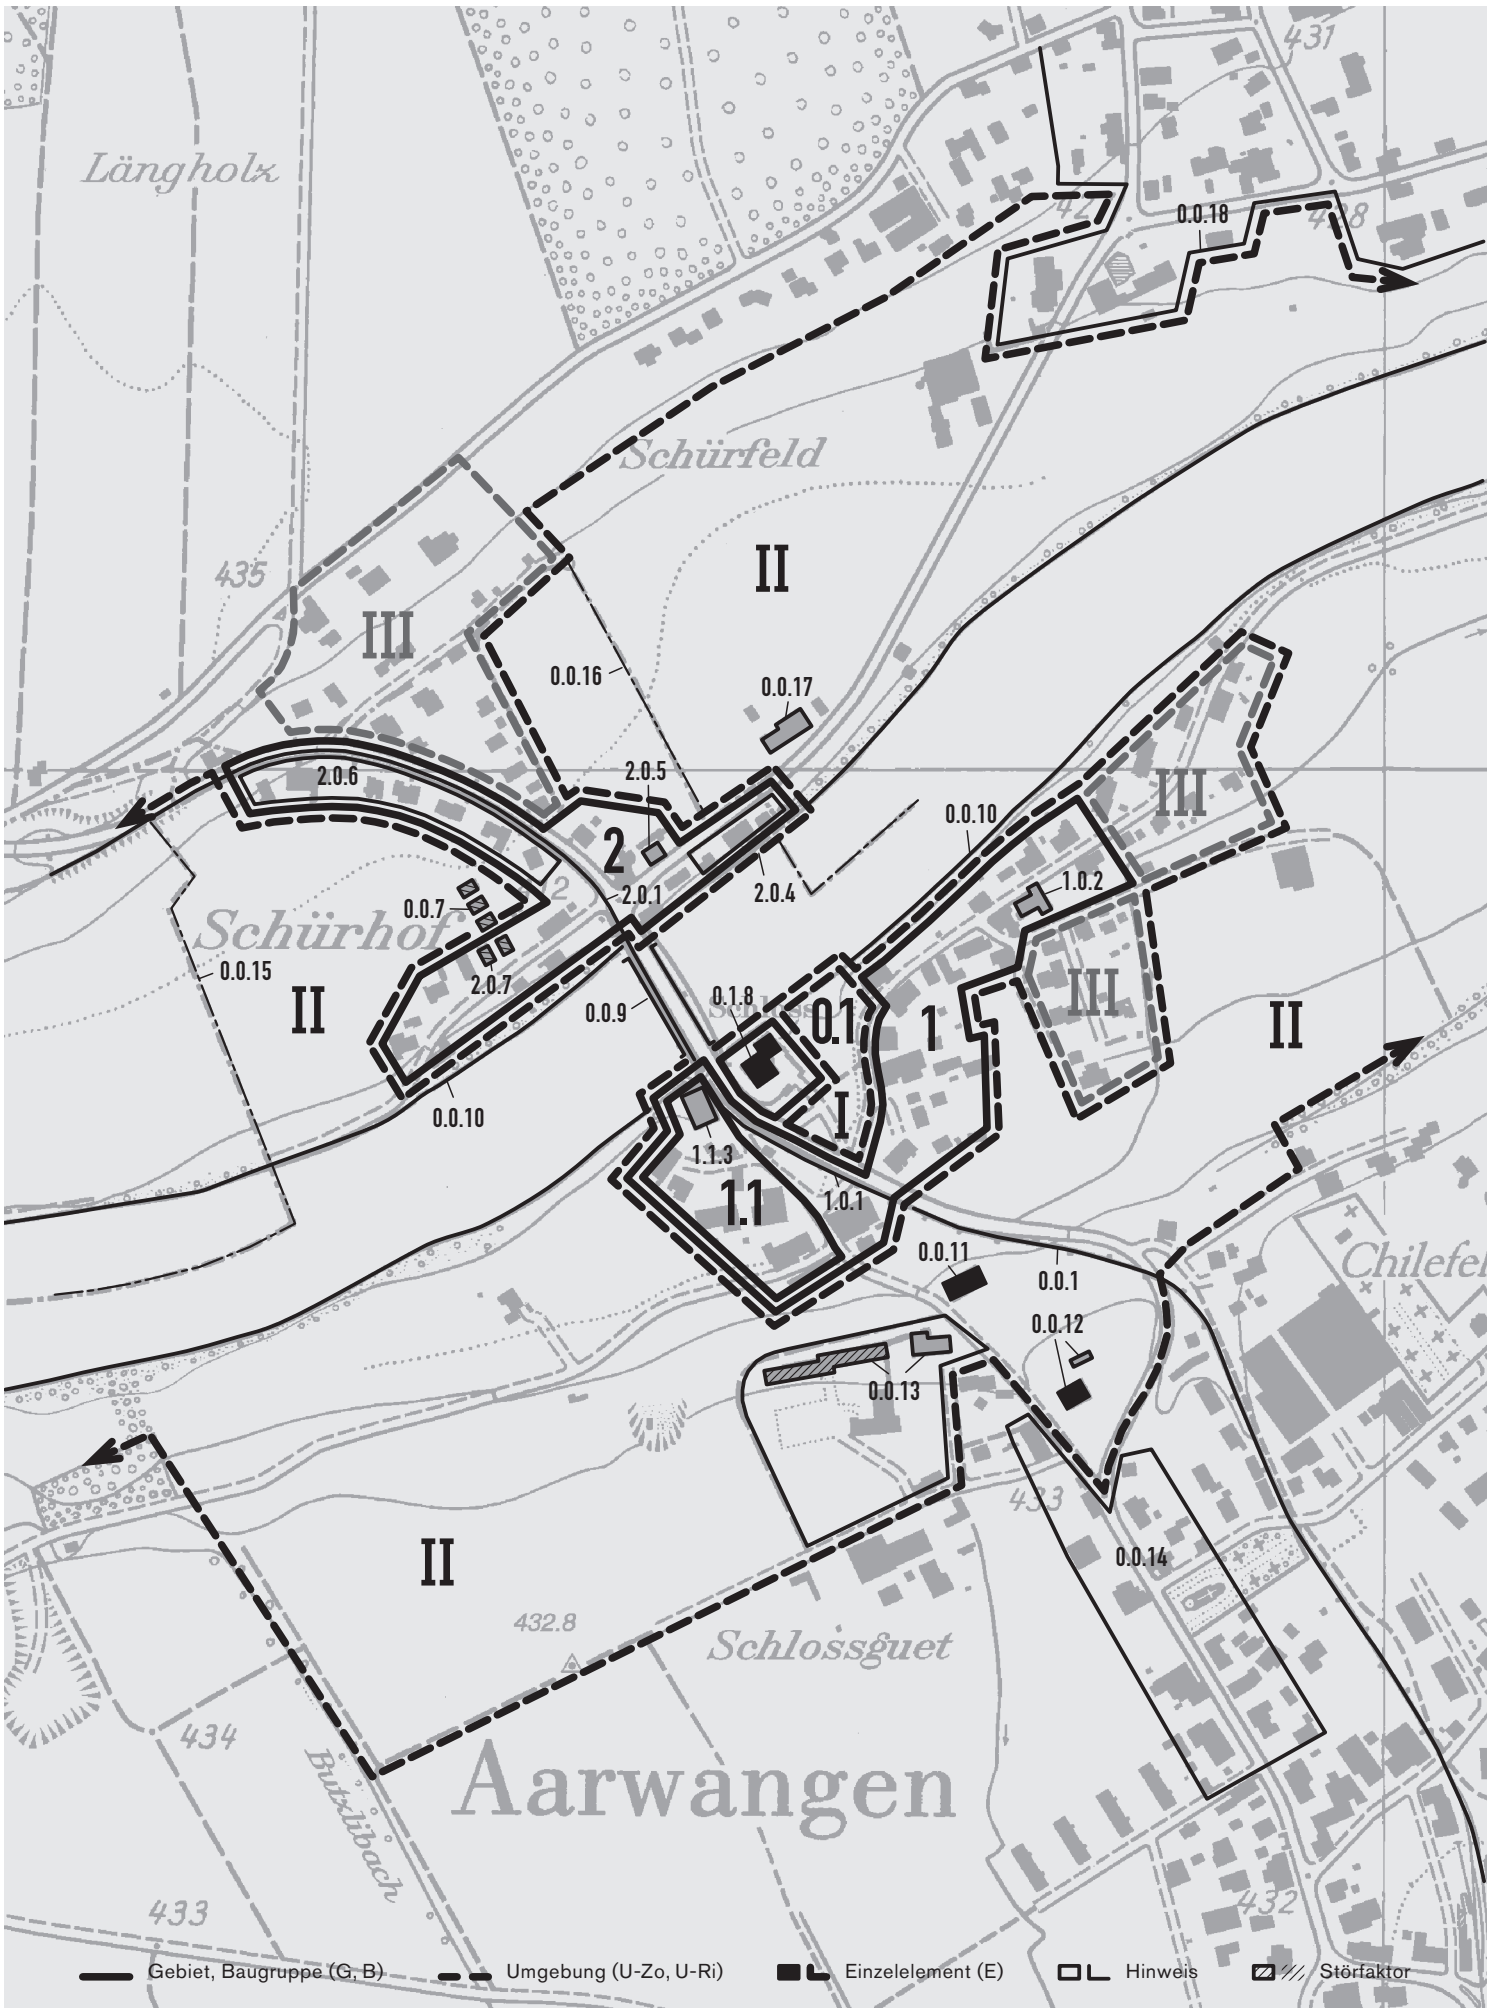 431
Längholz
42
0.0.18
428
Schürfeld
II
435
III
0.0.16
0.0.17
2.0.5
2.0.6
III
0.0.10
2
1.0.2
2.0.1
2.0.4
0.0.7
Schürhof
0.0.15
2.0.7
0.1.8
Schloss
III
II
0.0.9
0.1
1
II
0.0.10
I
1.1.3
1.1
1.0.1
0.0.11
0.0.1
Chilefel
0.0.12
0.0.13
433
0.0.14
II
432.8
Schlossguet
434
Butzlibach
Aarwangen
433
432
Gebiet, Baugruppe (G, B)
Umgebung (U-Zo, U-Ri)
Einzelelement (E)
Hinweis
Störfaktor